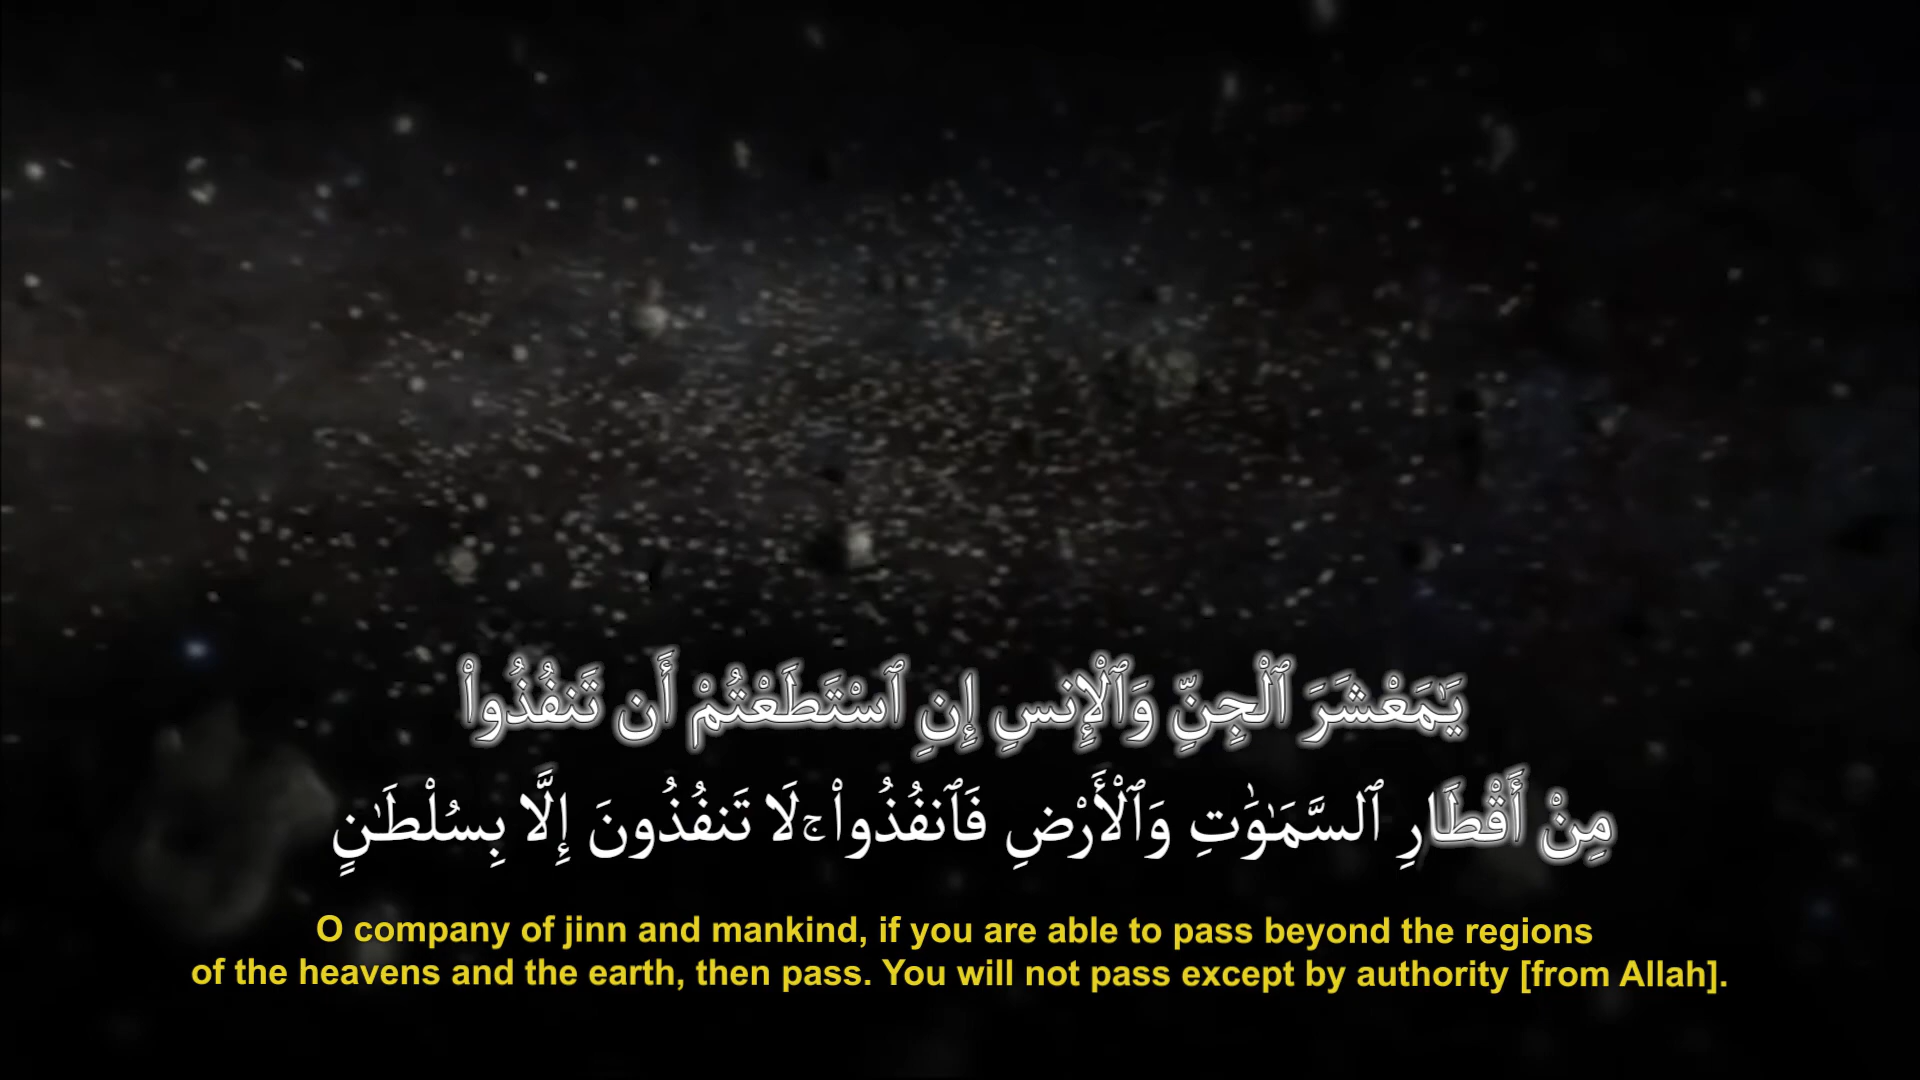 يَـٰمَعْشَرَ ٱلْجِنِّ وَٱلْإِنسِ إِنِ ٱسْتَطَعْتُمْ أَن تَنفُذُوا۟
مِنْ أَقْطَارِ ٱلسَّمَـٰوَٰتِ وَٱلْأَرْضِ فَٱنفُذُوا۟ ۚ لَا تَنفُذُونَ إِلَّا بِسُلْطَـٰنٍ
O company of jinn and mankind, if you are able to pass beyond the regions
of the heavens and the earth, then pass. You will not pass except by authority [from Allah].